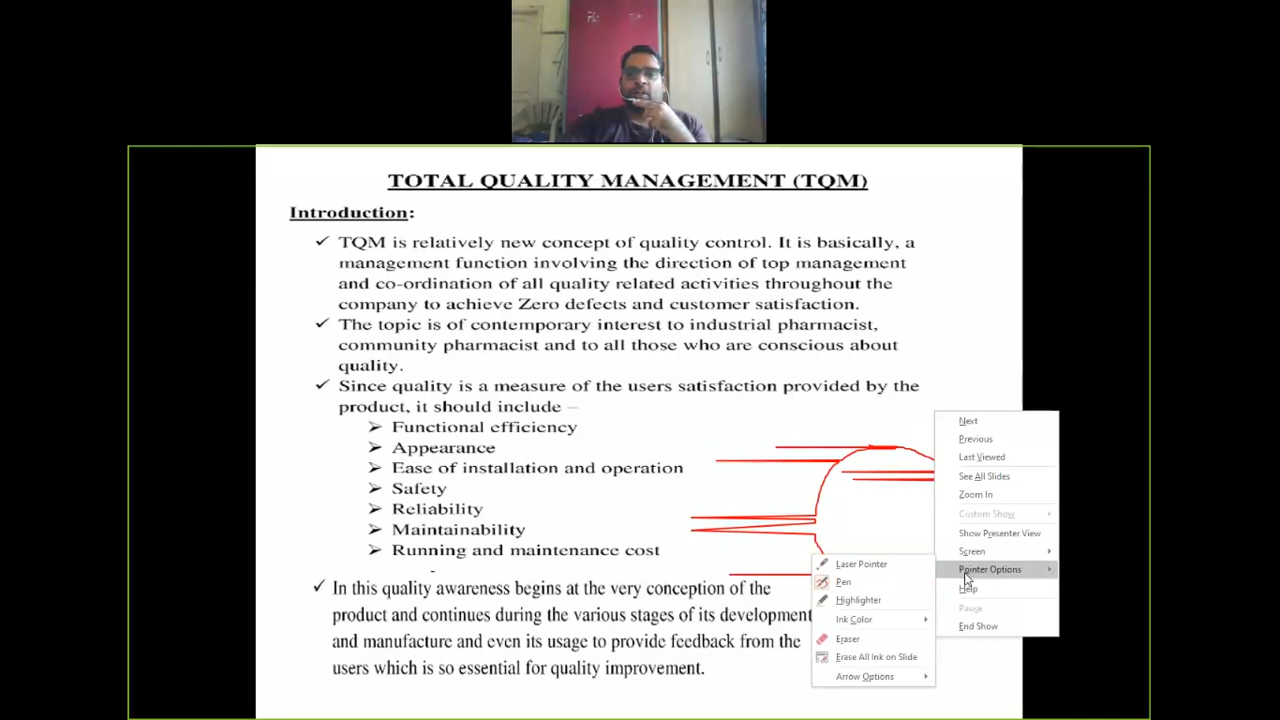 TOTAL QUALITY MANAGEMENT (TQM)
Introduction:
✓ TQM is relatively new concept of quality control. It is basically, a
management function involving the direction of top management
and co-ordination of all quality related activities throughout the
company to achieve Zero defects and customer satisfaction.
✓ The topic is of contemporary interest to industrial pharmacist,
community pharmacist and to all those who are conscious about
quality.
✓ Since quality is a measure of the users satisfaction provided by the
product, it should include –
➢ Functional efficiency
➢ Appearance
➢ Ease of installation and operation
➢ Safety
➢ Reliability
➢ Maintainability
➢ Running and maintenance cost
✓ In this quality awareness begins at the very conception of the
product and continues during the various stages of its development
and manufacture and even its usage to provide feedback from the
users which is so essential for quality improvement.
Next
Previous
Last Viewed
See All Slides
Zoom In
Custom Show
Show Presenter View
Screen
Pointer Options
Help
Pause
End Show
Laser Pointer
Pen
Highlighter
Ink Color
Eraser
Erase All Ink on Slide
Arrow Options